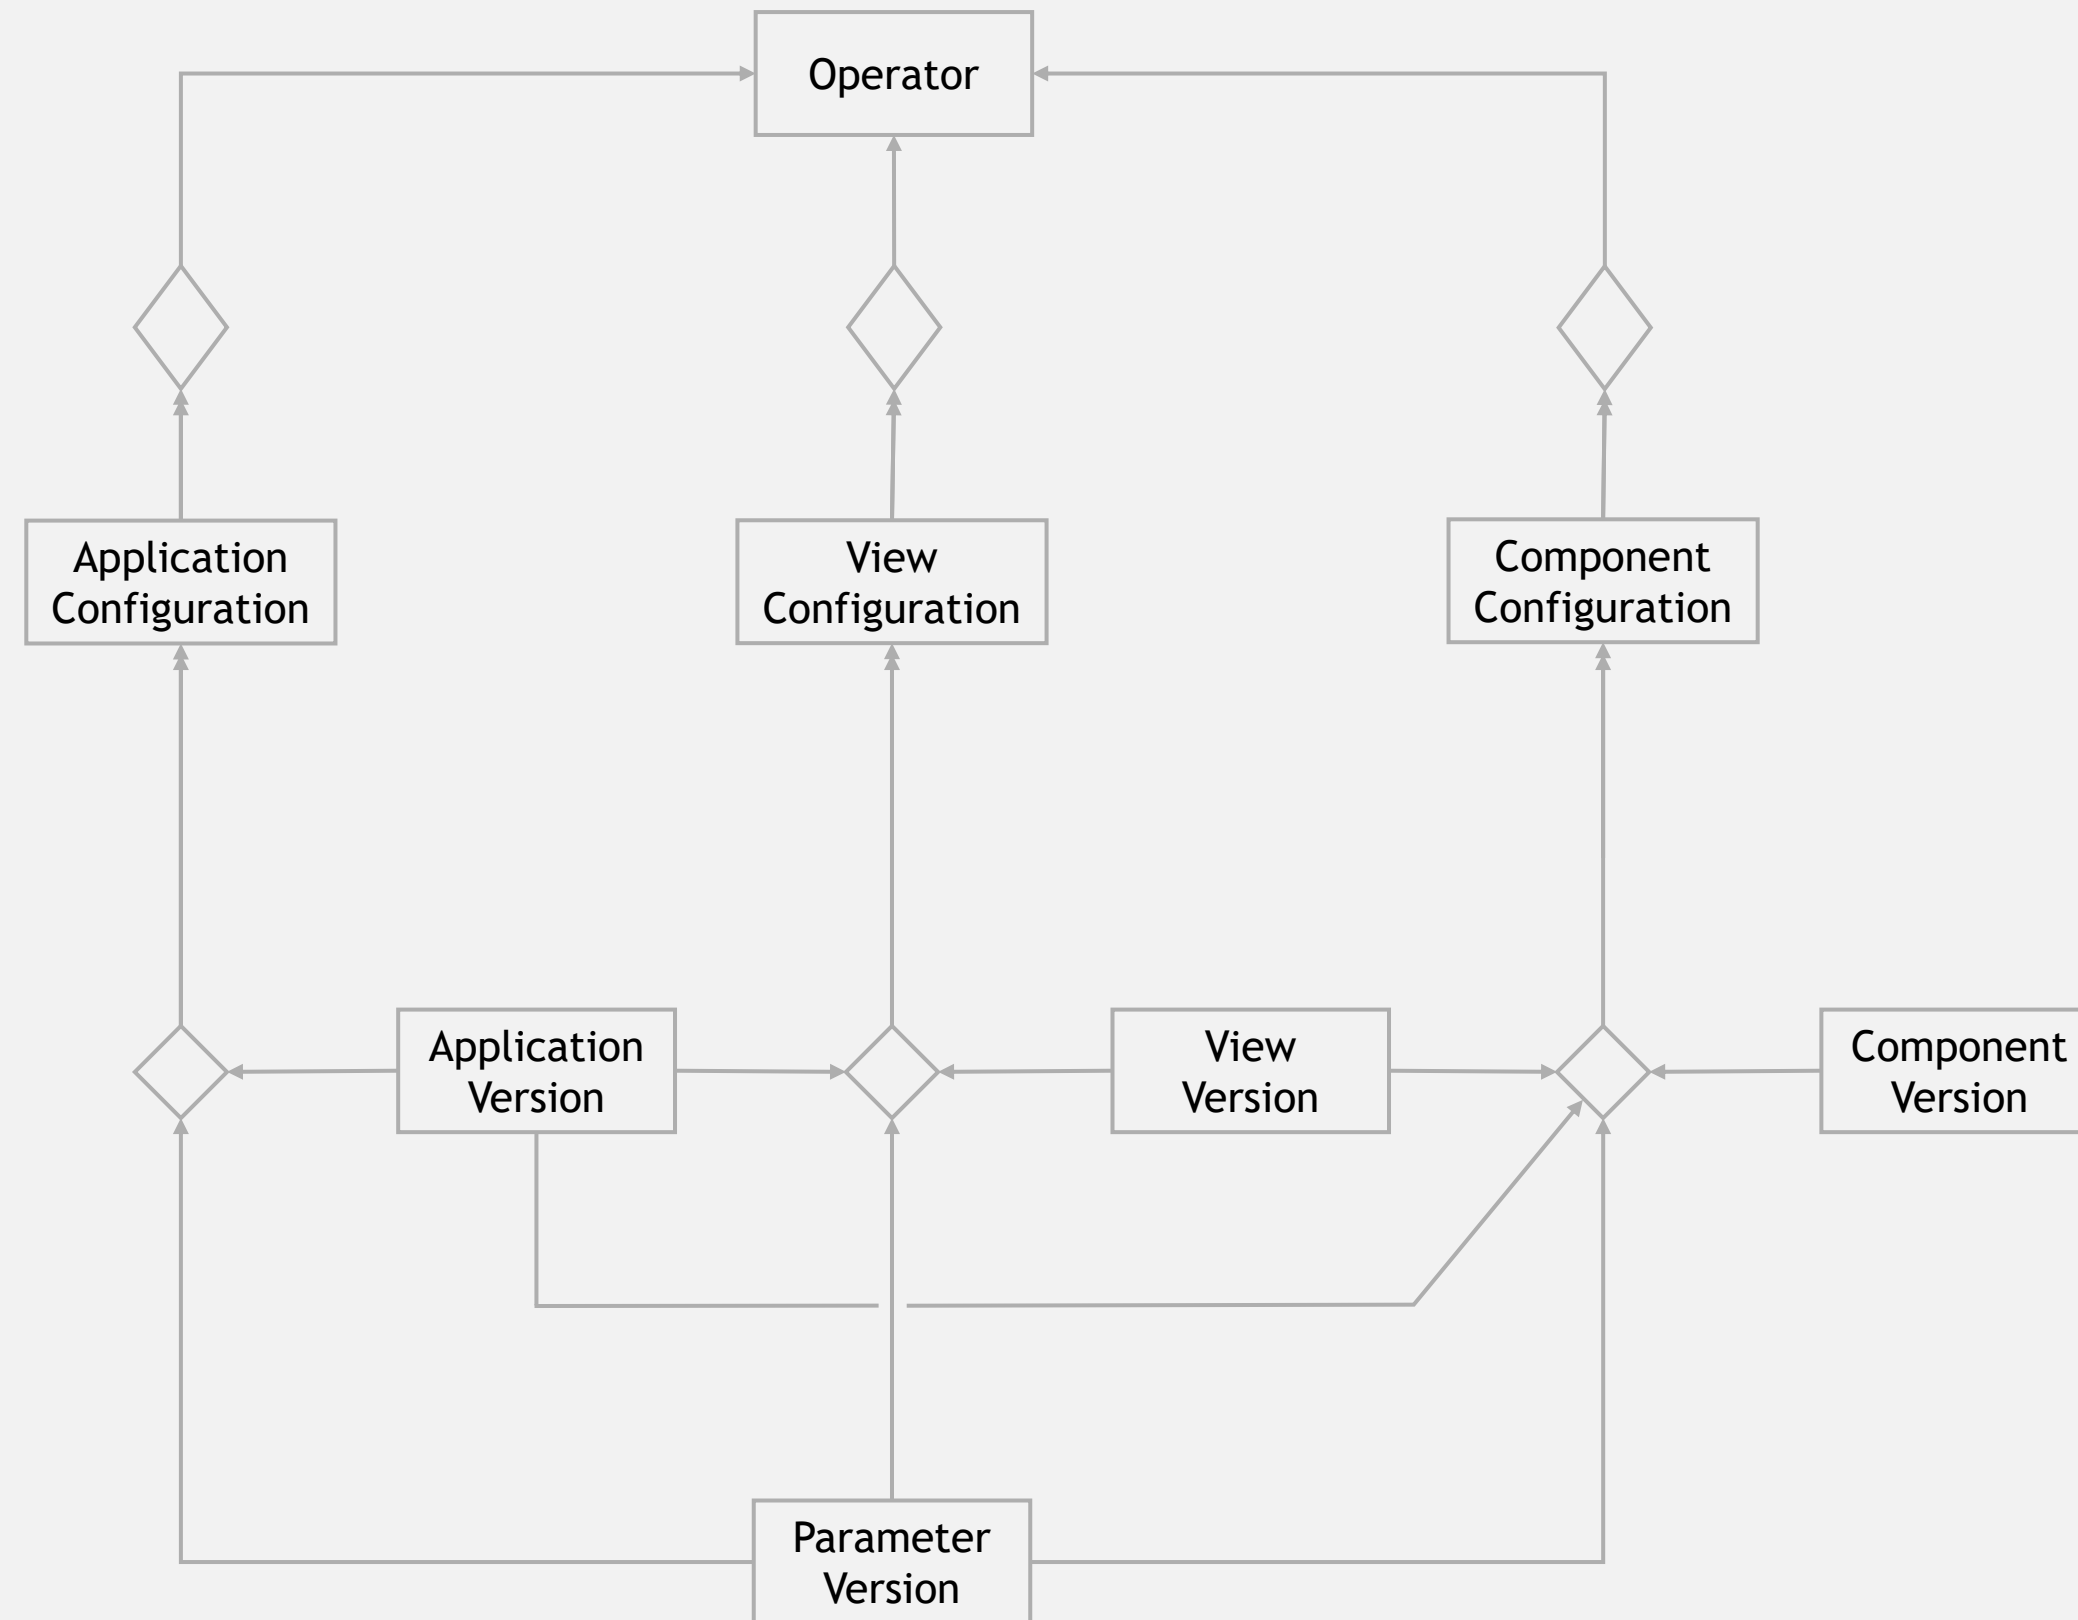 Operator
Application
Configuration
View
Configuration
Component
Configuration
Application
Version
View
Version
Component
Version
Parameter
Version